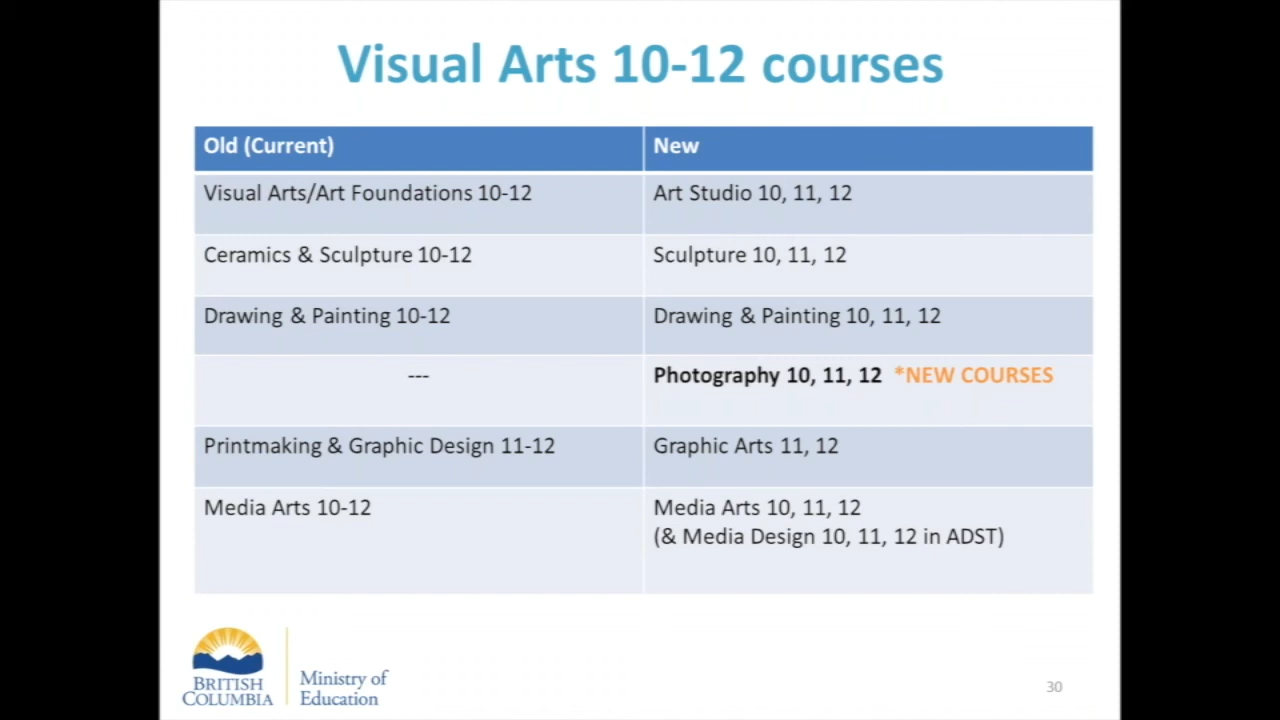 Visual Arts 10-12 courses
Old (Current)
New
Visual Arts/Art Foundations 10-12
Art Studio 10, 11, 12
Ceramics & Sculpture 10-12
Sculpture 10, 11, 12
Drawing & Painting 10-12
Drawing & Painting 10, 11, 12
---
Photography 10, 11, 12 *NEW COURSES
Printmaking & Graphic Design 11-12
Graphic Arts 11, 12
Media Arts 10-12
Media Arts 10, 11, 12
(& Media Design 10, 11, 12 in ADST)
BRITISH
COLUMBIA
Ministry of
Education
30